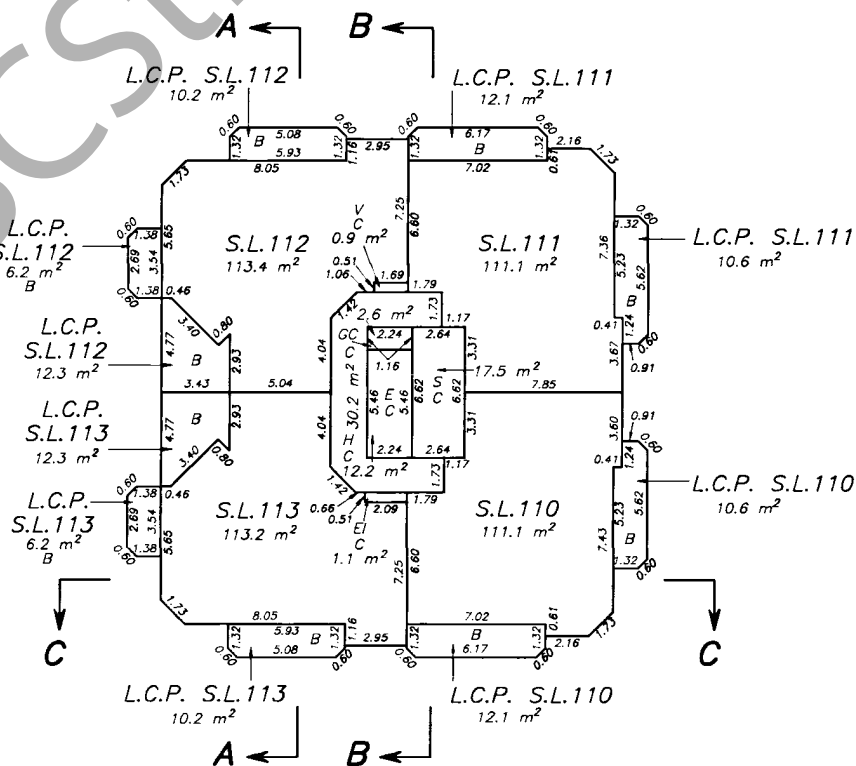 A
B
L.C.P. S.L.112
10.2 m²
L.C.P. S.L.111
12.1 m²
0.60
5.08
0.60
1.32
B
5.93
1.32
1.16
8.05
2.95
0.60
6.17
0.60
1.32
B
1.32
7.02
0.61
2.16
1.73
1.73
L.C.P.
S.L.112
6.2 m²
B
0.60
1.38
2.69
3.54
5.65
1.38
0.60
0.46
S.L.112
113.4 m²
V
C
0.9 m²
7.25
6.60
S.L.111
111.1 m²
1.32
0.60
7.36
5.23
5.62
B
1.24
0.41
0.60
3.67
0.91
L.C.P. S.L.111
10.6 m²
0.51
1.06
1.69
1.79
1.42
2.6 m²
1.73
1.17
L.C.P.
S.L.112
12.3 m²
3.40
0.80
4.77
B
2.93
3.43
5.04
4.04
GC
C
2.24
2.64
1.16
3.31
17.5 m²
30.2 m²
H
C
5.46
E
C
5.46
6.62
S
C
6.62
7.85
L.C.P.
S.L.113
12.3 m²
4.77
B
2.93
3.40
0.80
4.04
3.31
2.24
2.64
12.2 m²
1.17
1.73
3.60
0.91
L.C.P.
S.L.113
6.2 m²
B
0.60
1.38
0.46
2.69
3.54
1.38
0.60
5.65
S.L.113
113.2 m²
1.42
0.66
0.51
2.09
1.79
EI
C
1.1 m²
7.25
6.60
S.L.110
111.1 m²
0.41
1.24
0.60
5.23
5.62
B
7.43
1.32
0.60
L.C.P. S.L.110
10.6 m²
C
C
1.73
8.05
5.93
1.16
1.32
B
1.32
5.08
0.60
0.60
2.95
7.02
0.61
1.32
B
1.32
6.17
0.60
0.60
2.16
1.73
L.C.P. S.L.113
10.2 m²
L.C.P. S.L.110
12.1 m²
A
B